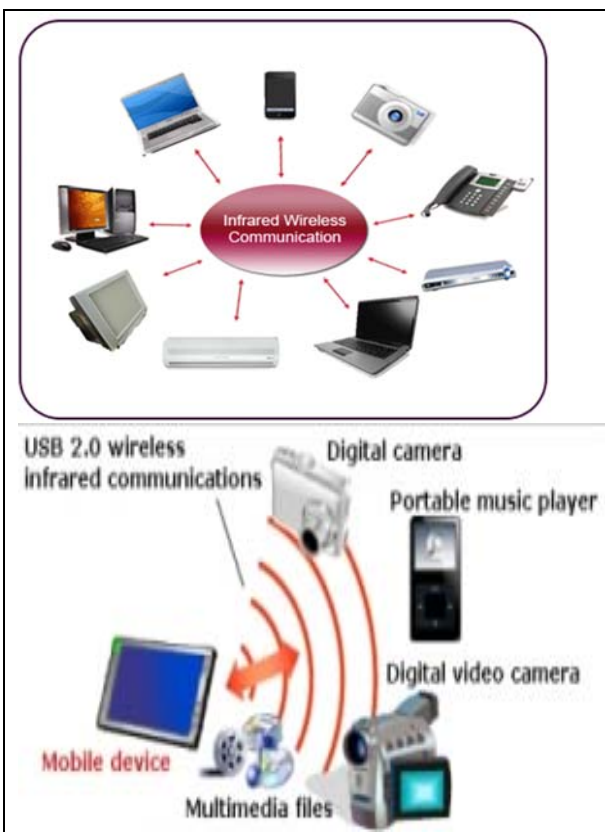 Infrared Wireless
Communication
USB 2.0 wireless
infrared communications
Digital camera
Portable music player
Digital video camera
Mobile device
Multimedia files